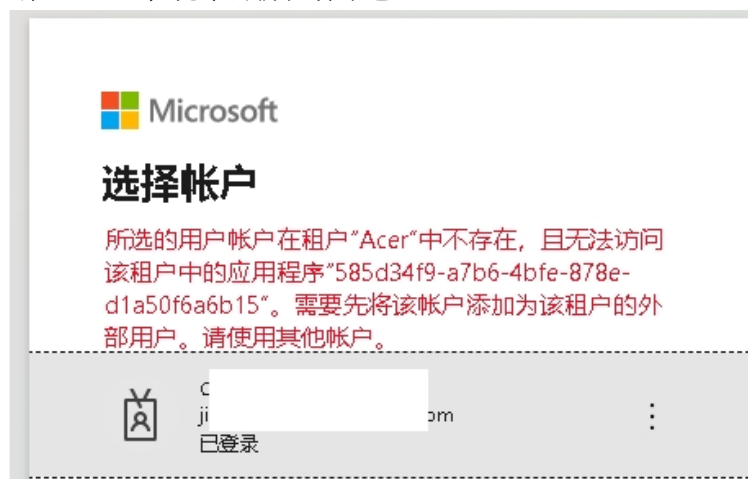 Microsoft
选择帐户
所选的用户帐户在租户“Acer“中不存在，且无法访问
该租户中的应用程序“585d34f9-a7b6-4bfe-878e-
d1a50f6a6b15“。需要先将该帐户添加为该租户的外
部用户。请使用其他帐户。
ji
om
已登录